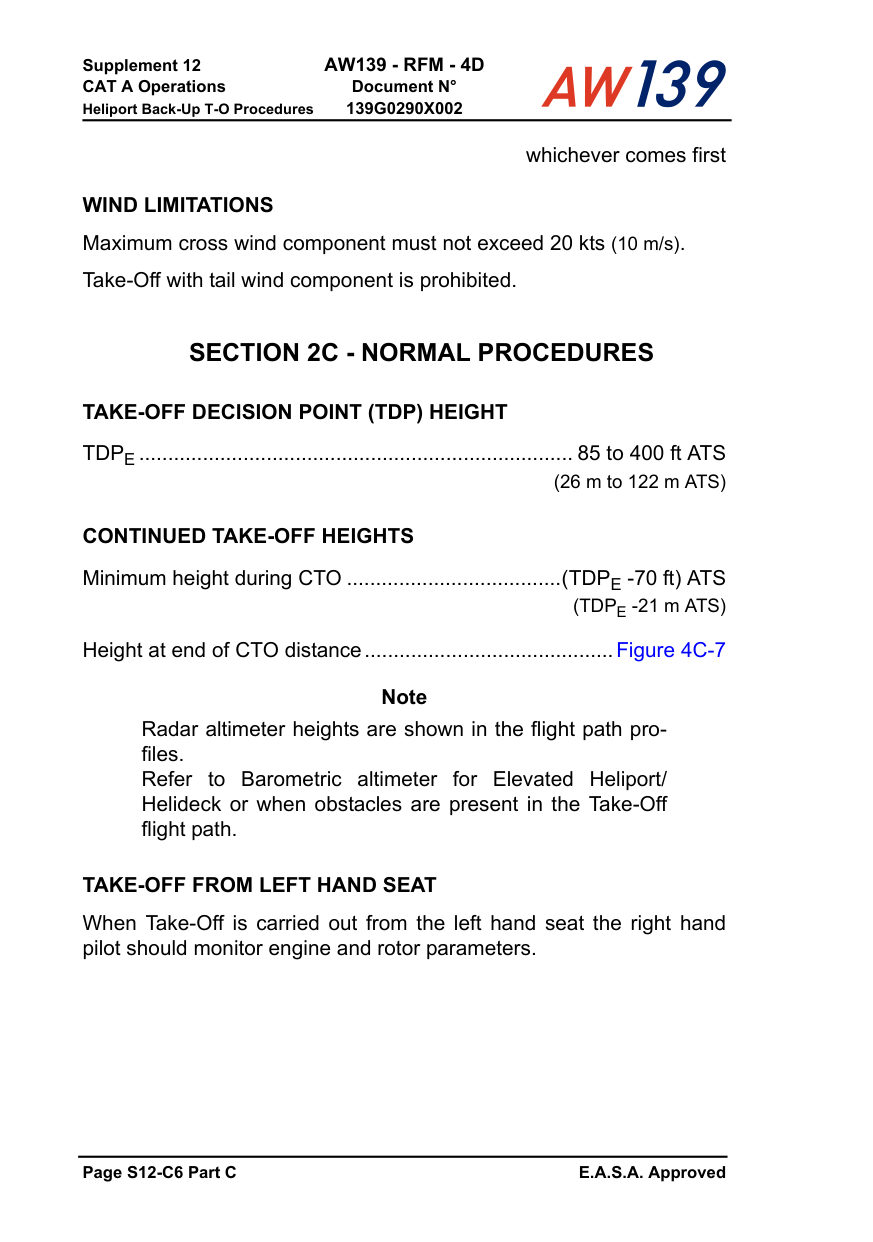 Supplement 12 AW139 - RFM - 4D
CAT A Operations Document N°
Heliport Back-Up T-O Procedures 139G0290X002
AW139
whichever comes first
WIND LIMITATIONS
Maximum cross wind component must not exceed 20 kts (10 m/s).
Take-Off with tail wind component is prohibited.
SECTION 2C - NORMAL PROCEDURES
TAKE-OFF DECISION POINT (TDP) HEIGHT
TDPE ........................................................................... 85 to 400 ft ATS
(26 m to 122 m ATS)
CONTINUED TAKE-OFF HEIGHTS
Minimum height during CTO .....................................(TDPE -70 ft) ATS
(TDPE -21 m ATS)
Height at end of CTO distance........................................... Figure 4C-7
Note
Radar altimeter heights are shown in the flight path pro-
files.
Refer to Barometric altimeter for Elevated Heliport/
Helideck or when obstacles are present in the Take-Off
flight path.
TAKE-OFF FROM LEFT HAND SEAT
When Take-Off is carried out from the left hand seat the right hand
pilot should monitor engine and rotor parameters.
Page S12-C6 Part C E.A.S.A. Approved